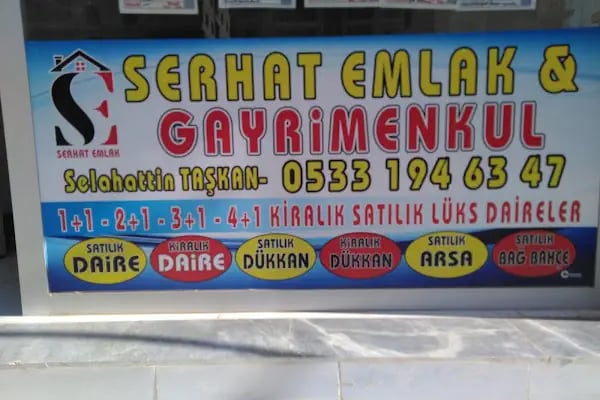 SERHAT EMLAK &
GAYRİMENKUL
SE
SERHAT EMLAK
Selahattin TAŞKAN- 0533 194 63 47
1+1 - 2+1 - 3+1 - 4+1 KİRALIK SATILIK LÜKS DAİRELER
SATILIK DAİRE
KİRALIK DAİRE
SATILIK DÜKKAN
KİRALIK DÜKKAN
SATILIK ARSA
SATILIK BAĞ BAHÇE